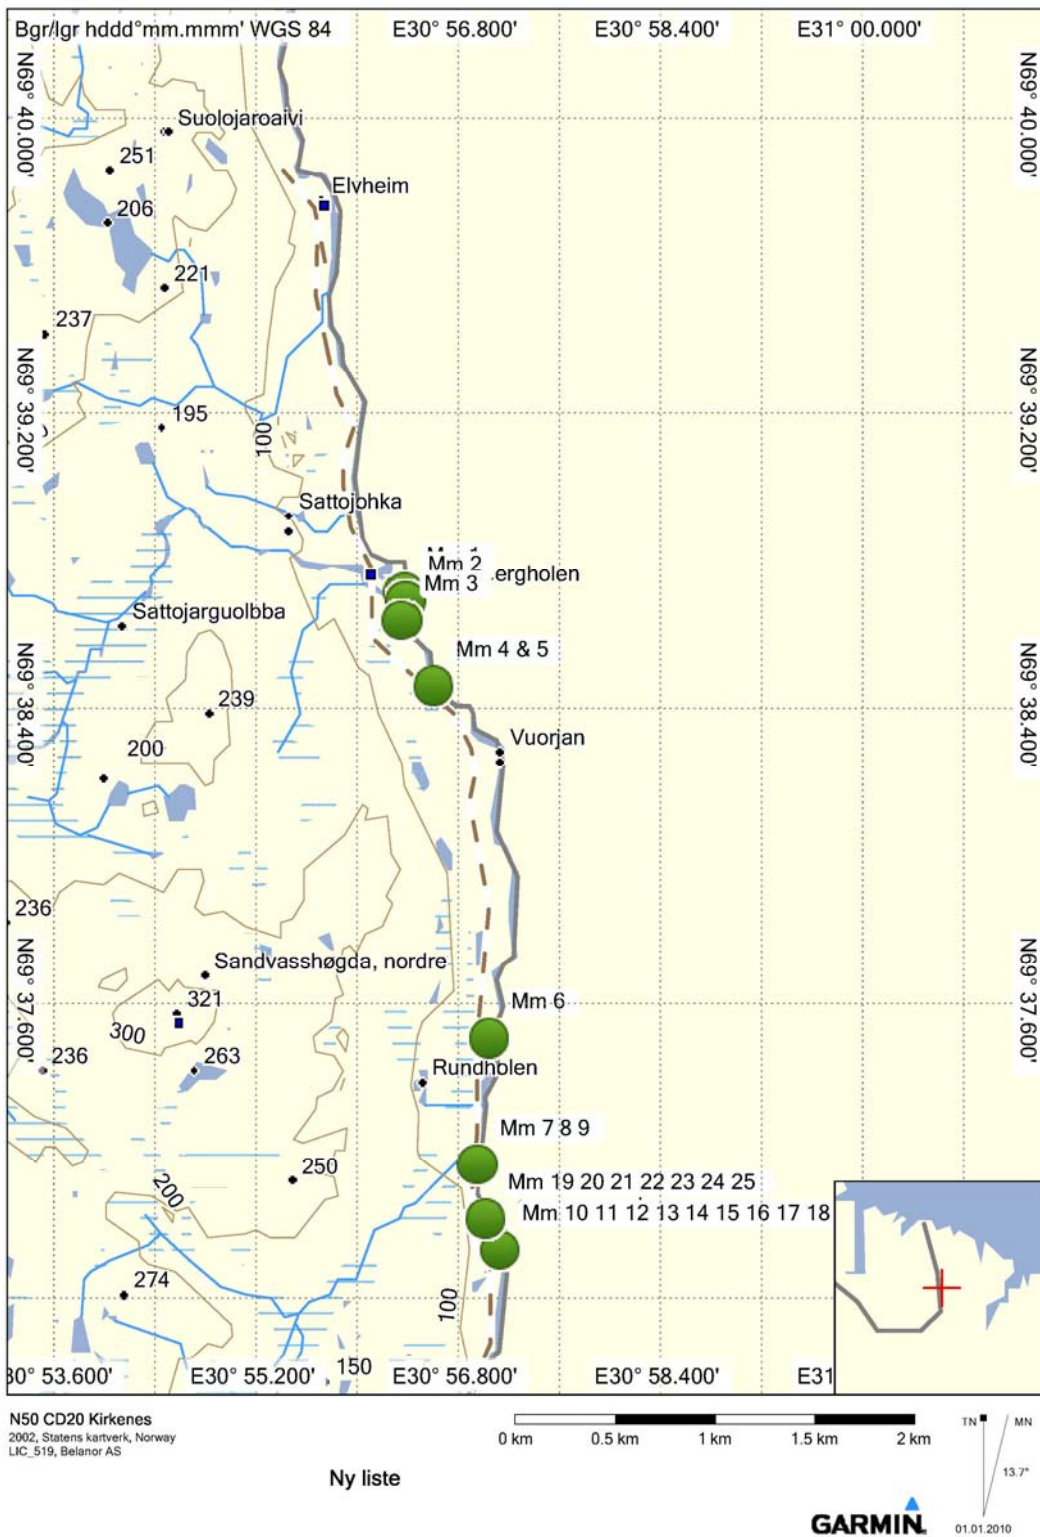 Bgr/lgr hddd°mm.mmm' WGS 84
E30° 56.800'
E30° 58.400'
E31° 00.000'
N69° 40.000'
N69° 40.000'
Suolojaroaivi
251
Elvheim
206
221
237
N69° 39.200'
N69° 39.200'
195
100
Sattojohka
Mm 2
ergholen
Mm 3
Sattojarguolbba
Mm 4 & 5
239
N69° 38.400'
N69° 38.400'
Vuorjan
200
236
Sandvasshøgda, nordre
N69° 37.600'
N69° 37.600'
321
Mm 6
300
236
263
Rundholen
Mm 7 8 9
250
200
Mm 19 20 21 22 23 24 25
Mm 10 11 12 13 14 15 16 17 18
274
100
150
30° 53.600'
E30° 55.200'
E30° 56.800'
E30° 58.400'
E31
N50 CD20 Kirkenes
2002, Statens kartverk, Norway
LIC_519, Belanor AS
0 km
0.5 km
1 km
1.5 km
2 km
TN
MN
13.7°
Ny liste
GARMIN.
01.01.2010